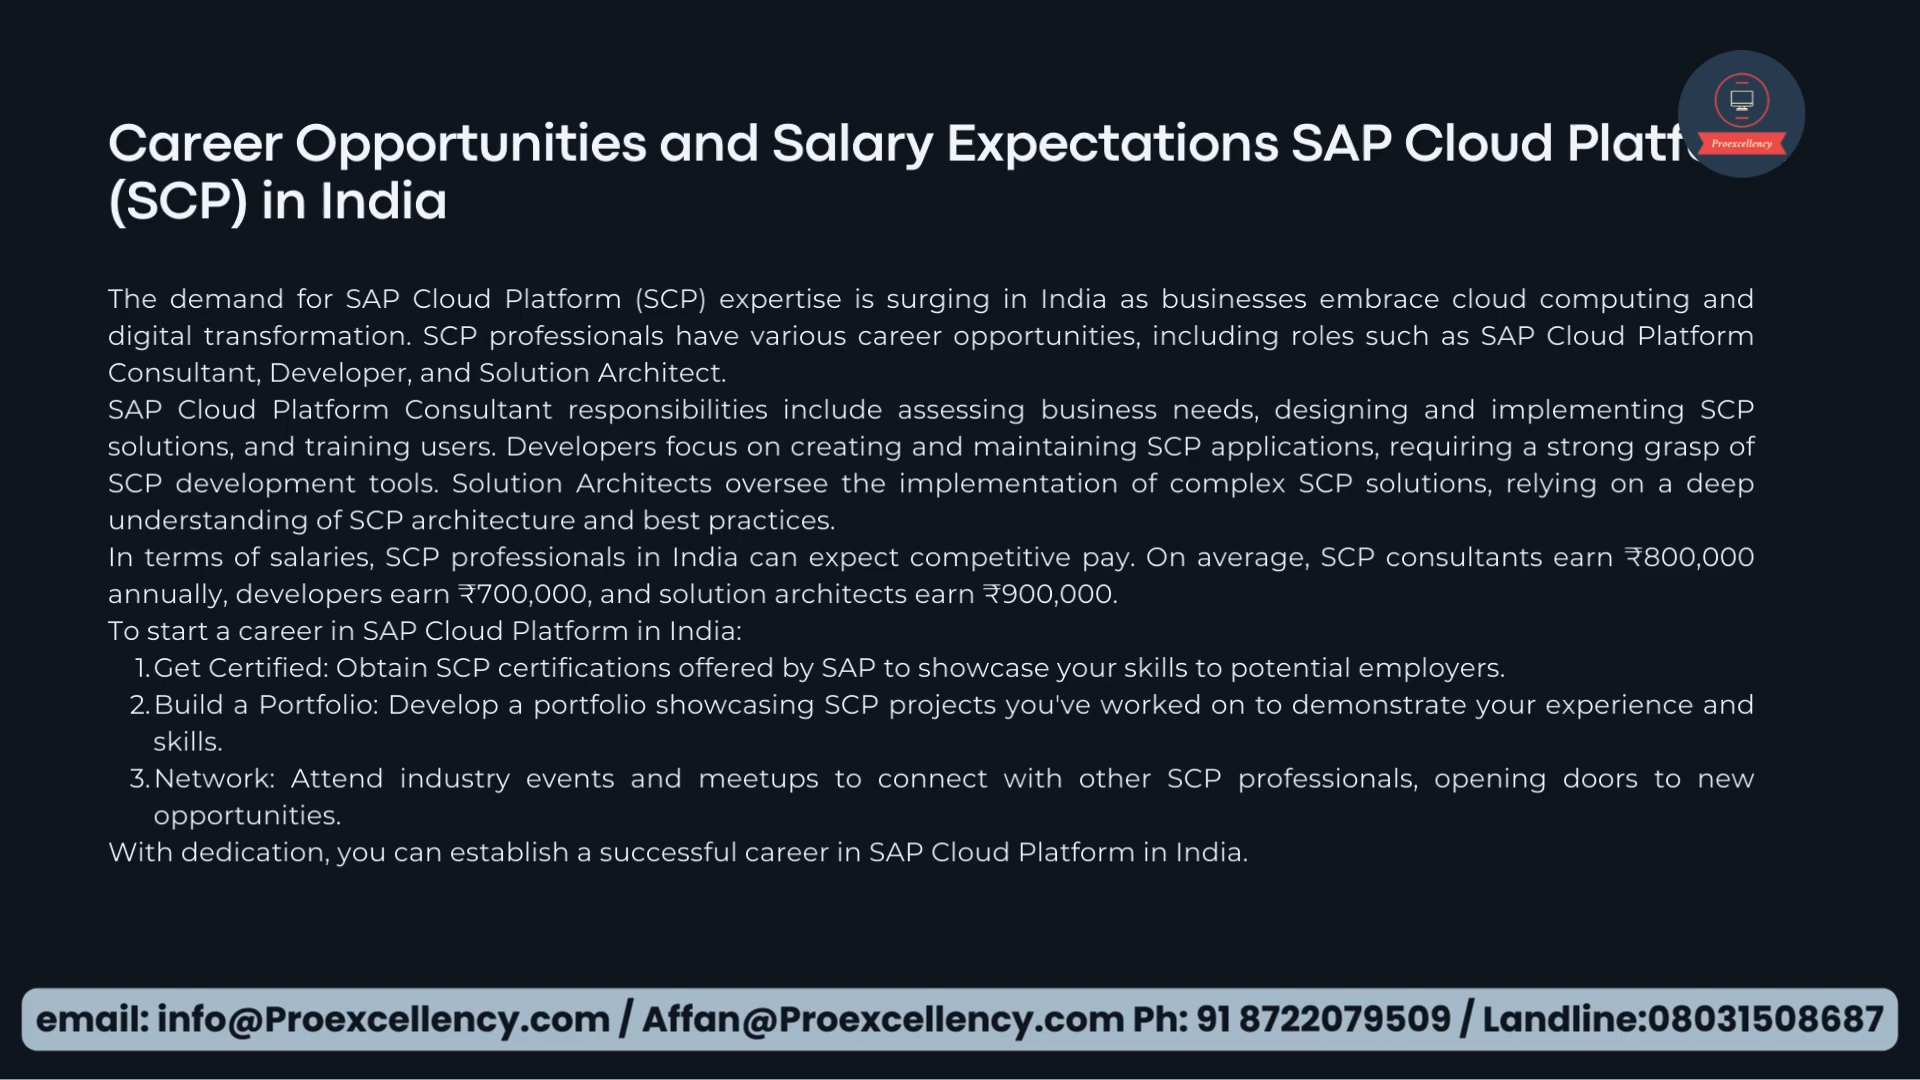 Career Opportunities and Salary Expectations SAP Cloud
(SCP) in India
Proexcellency
The demand for SAP Cloud Platform (SCP) expertise is surging in India as businesses embrace cloud computing and
digital transformation. SCP professionals have various career opportunities, including roles such as SAP Cloud Platform
Consultant, Developer, and Solution Architect.
SAP Cloud Platform Consultant responsibilities include assessing business needs, designing and implementing SCP
solutions, and training users. Developers focus on creating and maintaining SCP applications, requiring a strong grasp of
SCP development tools. Solution Architects oversee the implementation of complex SCP solutions, relying on a deep
understanding of SCP architecture and best practices.
In terms of salaries, SCP professionals in India can expect competitive pay. On average, SCP consultants earn ₹800,000
annually, developers earn ₹700,000, and solution architects earn ₹900,000.
To start a career in SAP Cloud Platform in India:
1.Get Certified: Obtain SCP certifications offered by SAP to showcase your skills to potential employers.
2.Build a Portfolio: Develop a portfolio showcasing SCP projects you've worked on to demonstrate your experience and
skills.
3.Network: Attend industry events and meetups to connect with other SCP professionals, opening doors to new
opportunities.
With dedication, you can establish a successful career in SAP Cloud Platform in India.
email: info@Proexcellency.com / Affan@Proexcellency.com Ph: 91 8722079509 / Landline:08031508687